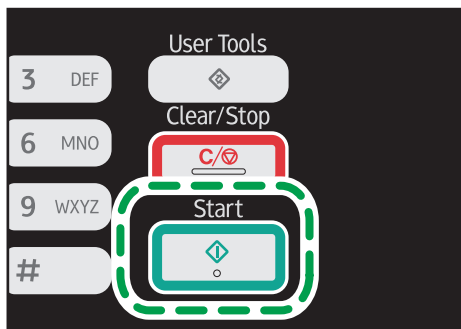 User Tools
3 DEF
Clear/Stop
6 MNO
C/
9 WXYZ
Start
#